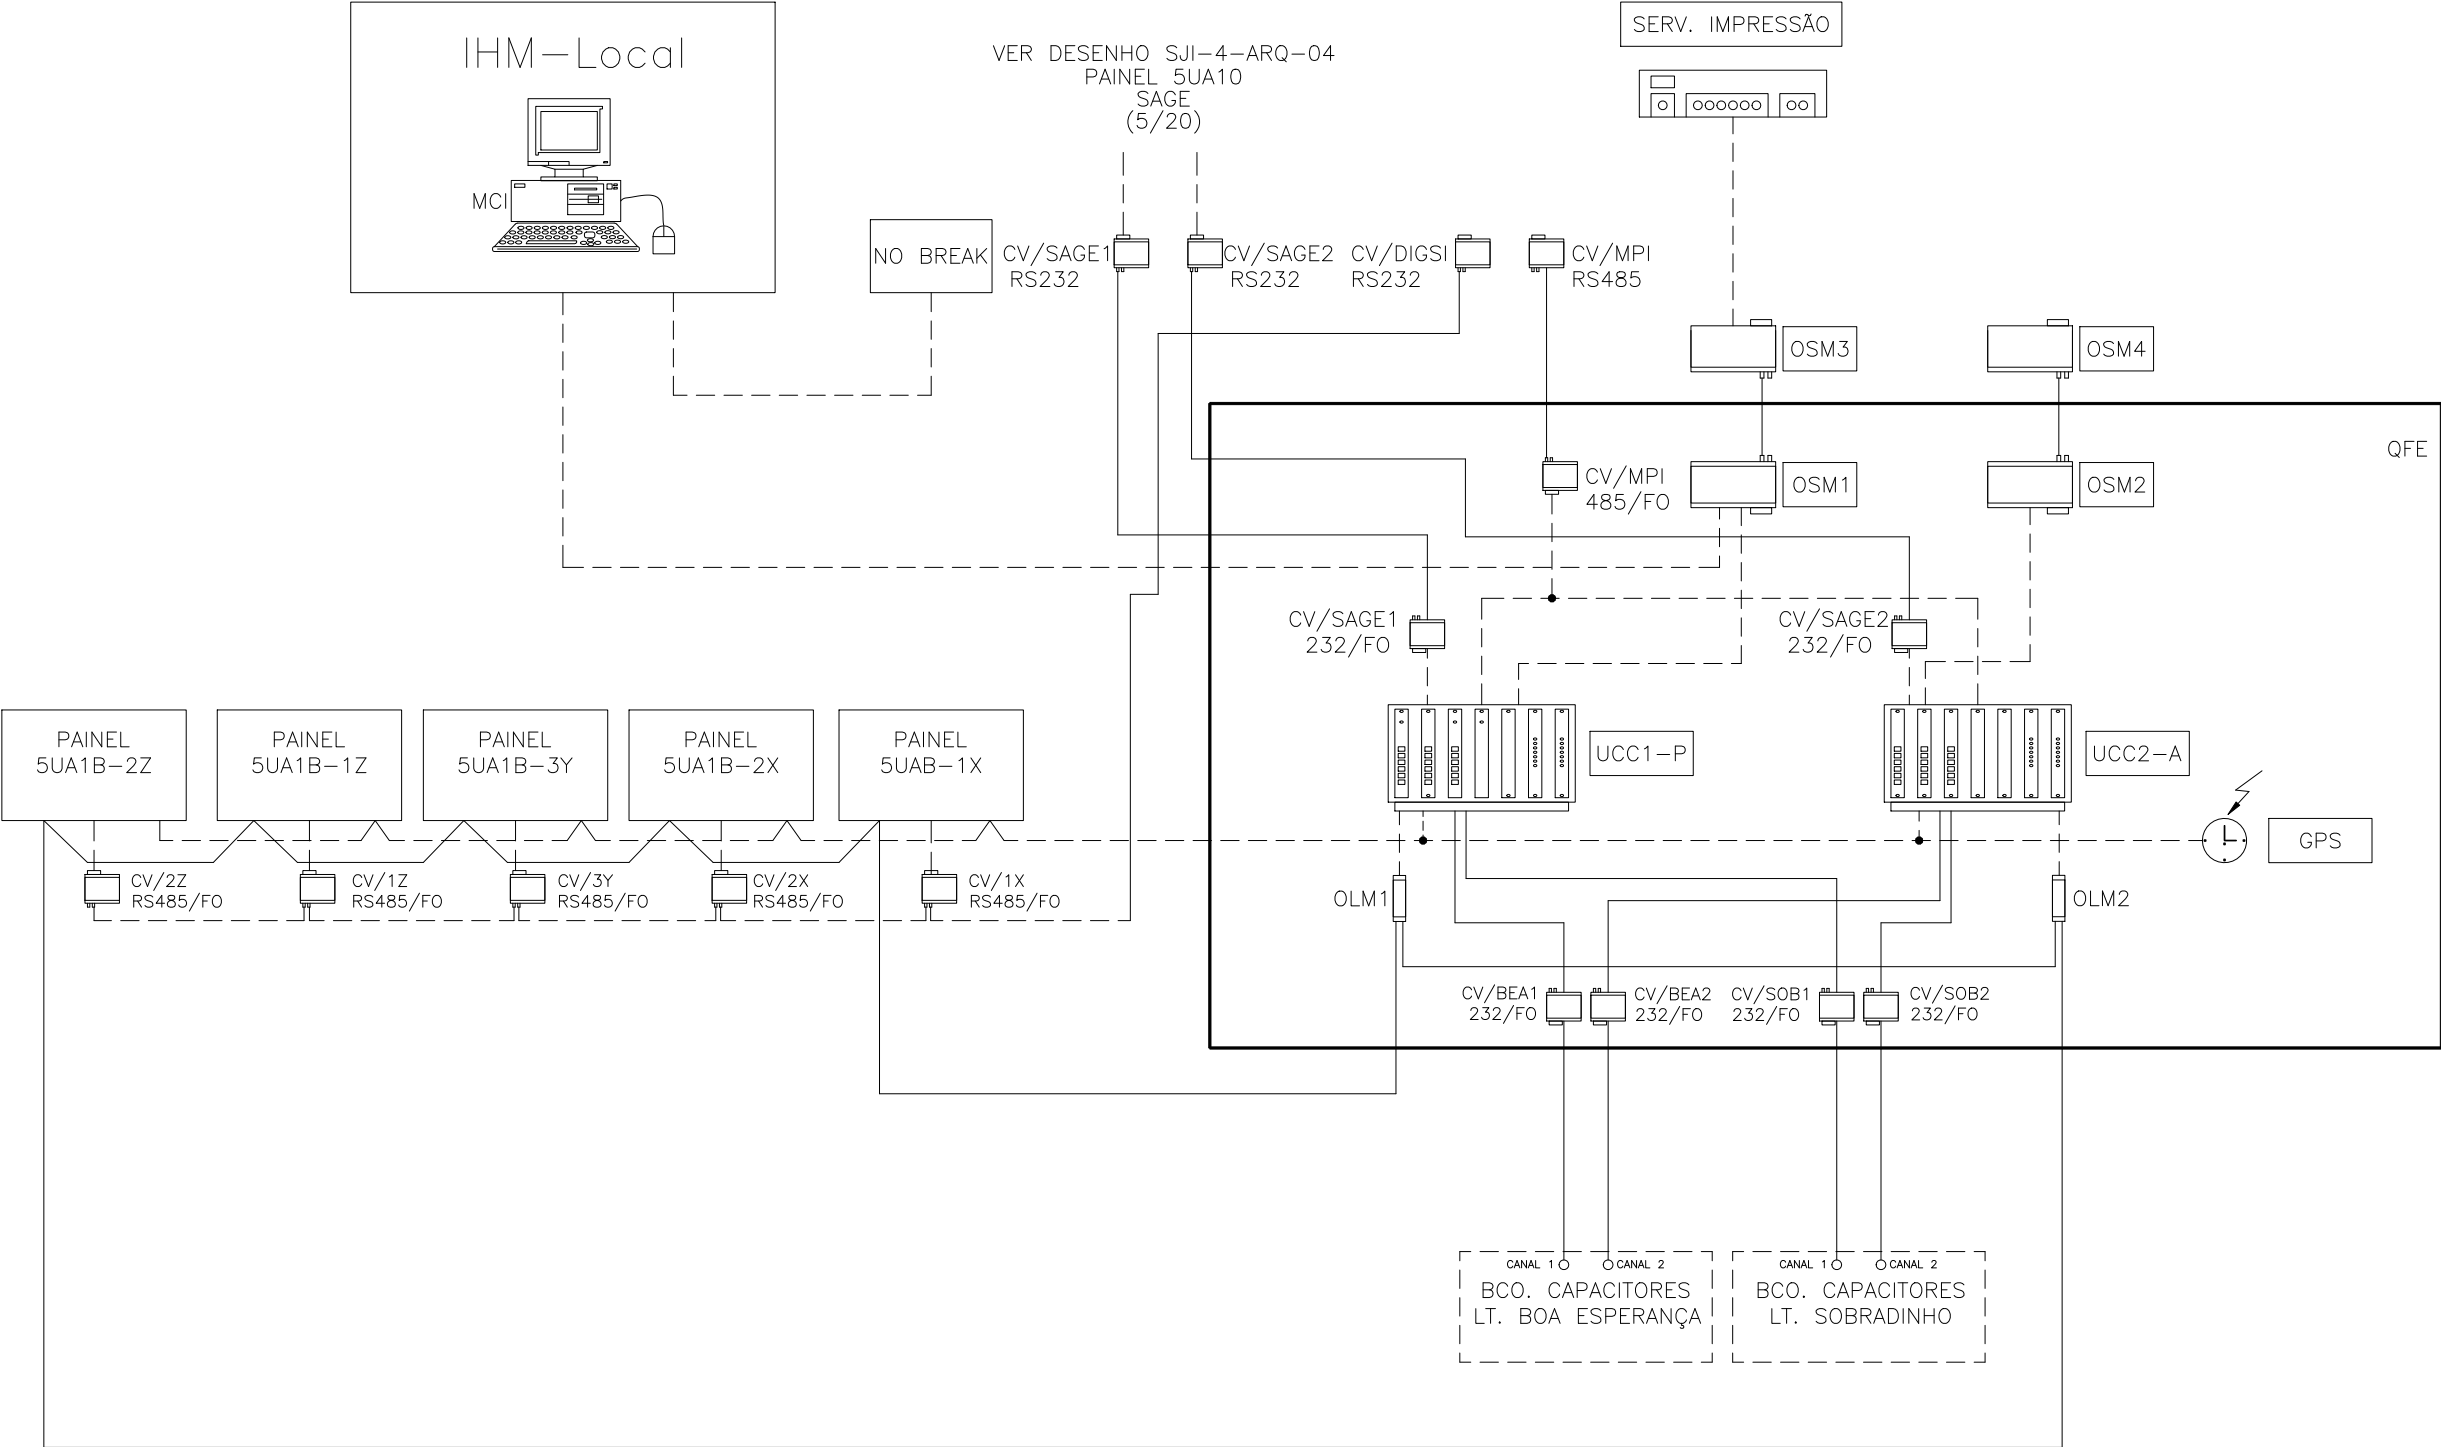 IHM-Local
MCI
NO BREAK
VER DESENHO SJI-4-ARQ-04
PAINEL 5UA10
SAGE
(5/20)
SERV. IMPRESSÃO
CV/SAGE1
RS232
CV/SAGE2
RS232
CV/DIGSI
RS232
CV/MPI
RS485
OSM3
OSM4
QFE
CV/MPI
485/FO
OSM1
OSM2
CV/SAGE1
232/FO
CV/SAGE2
232/FO
PAINEL
5UA1B-2Z
PAINEL
5UA1B-1Z
PAINEL
5UA1B-3Y
PAINEL
5UA1B-2X
PAINEL
5UAB-1X
UCC1-P
UCC2-A
GPS
CV/2Z
RS485/FO
CV/1Z
RS485/FO
CV/3Y
RS485/FO
CV/2X
RS485/FO
CV/1X
RS485/FO
OLM1
OLM2
CV/BEA1
232/FO
CV/BEA2
232/FO
CV/SOB1
232/FO
CV/SOB2
232/FO
CANAL 1
CANAL 2
BCO. CAPACITORES
LT. BOA ESPERANÇA
CANAL 1
CANAL 2
BCO. CAPACITORES
LT. SOBRADINHO